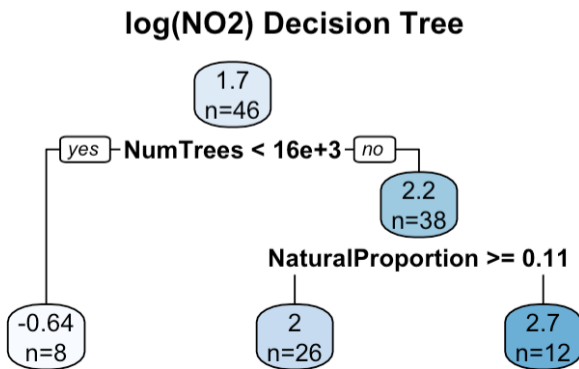 log(NO2) Decision Tree
1.7
n=46
yes
NumTrees < 16e+3
no
2.2
n=38
NaturalProportion >= 0.11
-0.64
n=8
2
n=26
2.7
n=12